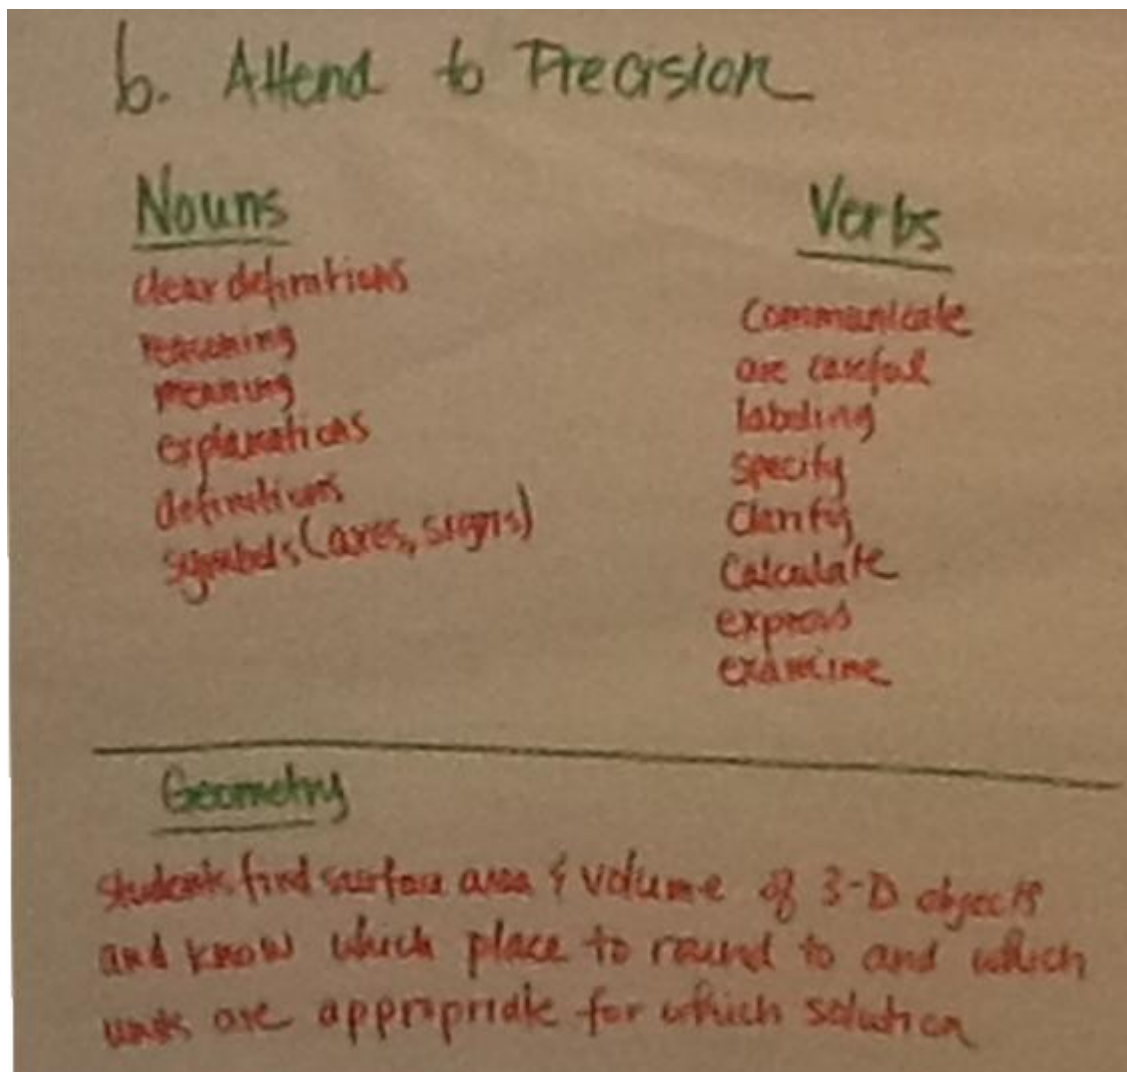 6. Attend to Precision
Nouns
clear definitions
reasoning
meaning
explanations
definitions
symbols (axes, signs)
Verbs
Communicate
are careful
labeling
specify
Clarify
Calculate
express
examine
Geometry
students find surface area & volume of 3-D objects
and know which place to round to and which
units are appropriate for which solution